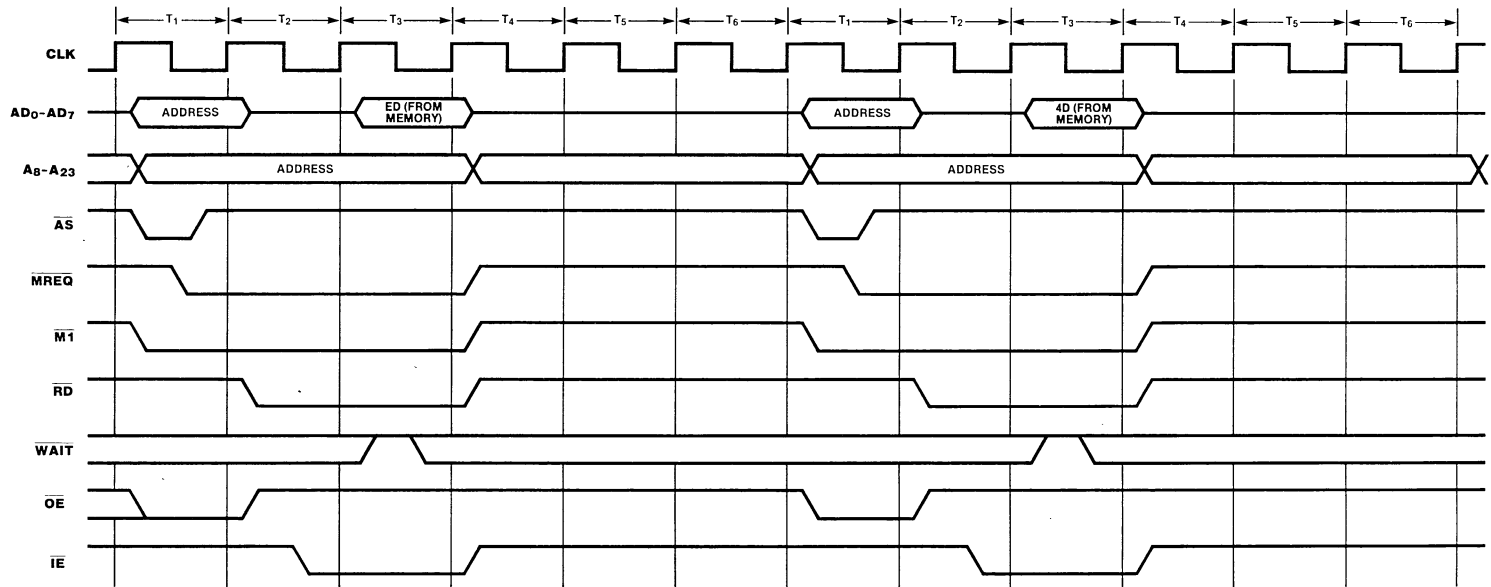 T1 T2 T3 T4 T5 T6 T1 T2 T3 T4 T5 T6
CLK
AD0-AD7 ADDRESS ED (FROM MEMORY) ADDRESS 4D (FROM MEMORY)
A8-A23 ADDRESS ADDRESS
AS
MREQ
M1
RD
WAIT
OE
IE